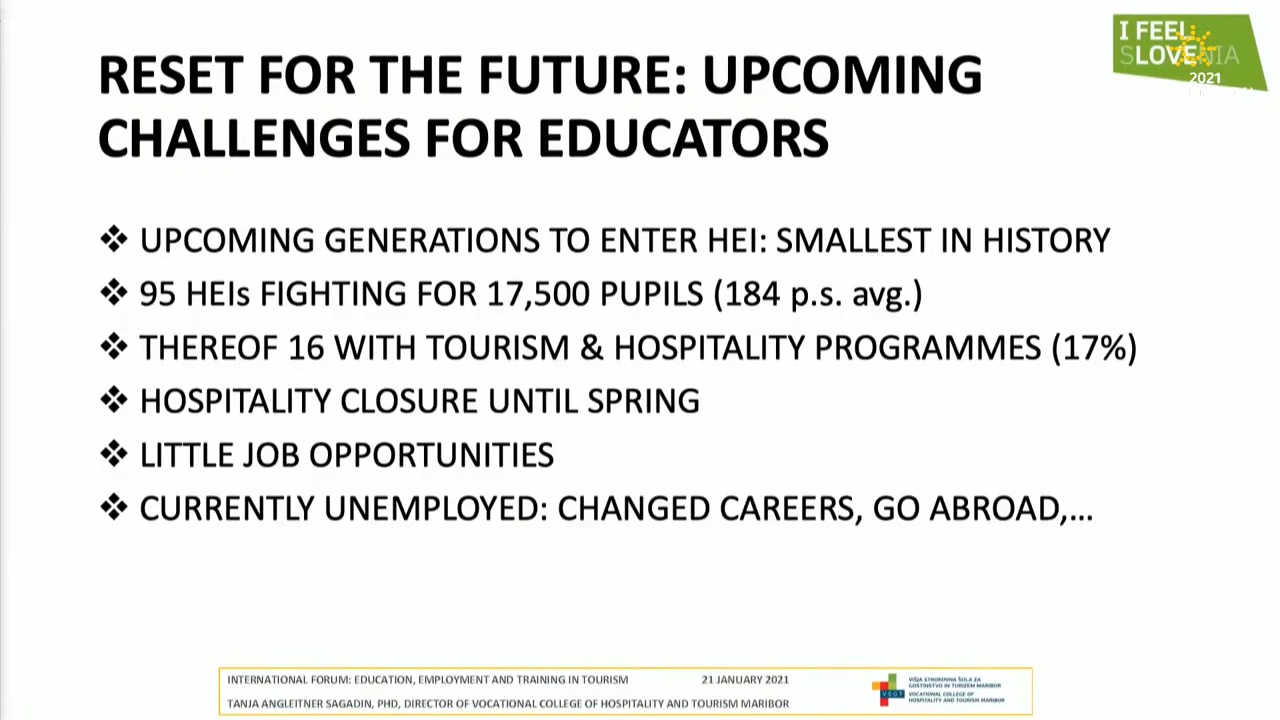 I FEEL
SLOVENIA
2021
RESET FOR THE FUTURE: UPCOMING
CHALLENGES FOR EDUCATORS
❖ UPCOMING GENERATIONS TO ENTER HEI: SMALLEST IN HISTORY
❖ 95 HEIs FIGHTING FOR 17,500 PUPILS (184 p.s. avg.)
❖ THEREOF 16 WITH TOURISM & HOSPITALITY PROGRAMMES (17%)
❖ HOSPITALITY CLOSURE UNTIL SPRING
❖ LITTLE JOB OPPORTUNITIES
❖ CURRENTLY UNEMPLOYED: CHANGED CAREERS, GO ABROAD,...
INTERNATIONAL FORUM: EDUCATION, EMPLOYMENT AND TRAINING IN TOURISM 21 JANUARY 2021
TANJA ANGLEITNER SAGADIN, PHD, DIRECTOR OF VOCATIONAL COLLEGE OF HOSPITALITY AND TOURISM MARIBOR
VSGT
VIŠJA STROKOVNA ŠOLA ZA
GOSTINSTVO IN TURIZEM MARIBOR
VOCATIONAL COLLEGE OF
HOSPITALITY AND TOURISM MARIBOR